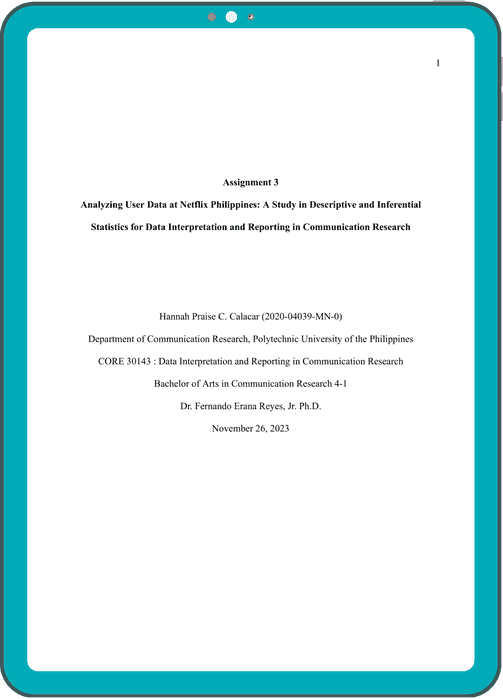 1
Assignment 3
Analyzing User Data at Netflix Philippines: A Study in Descriptive and Inferential
Statistics for Data Interpretation and Reporting in Communication Research
Hannah Praise C. Calacar (2020-04039-MN-0)
Department of Communication Research, Polytechnic University of the Philippines
CORE 30143 : Data Interpretation and Reporting in Communication Research
Bachelor of Arts in Communication Research 4-1
Dr. Fernando Erana Reyes, Jr. Ph.D.
November 26, 2023